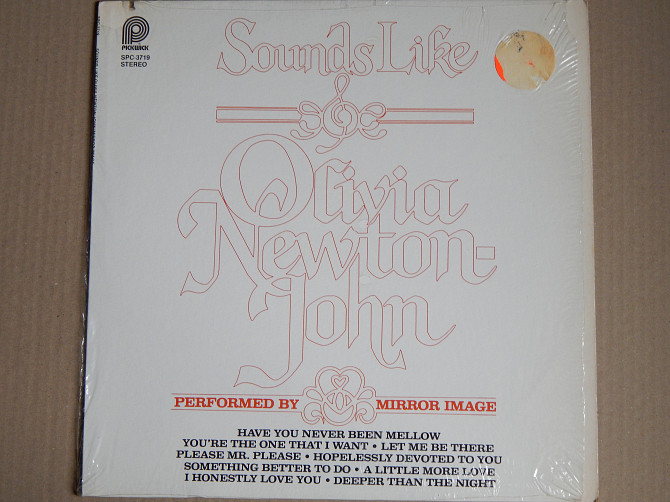 PICKWICK
SPC-3719
STEREO
Sounds Like
Olivia
Newton-
John
PERFORMED BY MIRROR IMAGE
HAVE YOU NEVER BEEN MELLOW
YOU'RE THE ONE THAT I WANT • LET ME BE THERE
PLEASE MR. PLEASE • HOPELESSLY DEVOTED TO YOU
SOMETHING BETTER TO DO • A LITTLE MORE LOVE
I HONESTLY LOVE YOU • DEEPER THAN THE NIGHT